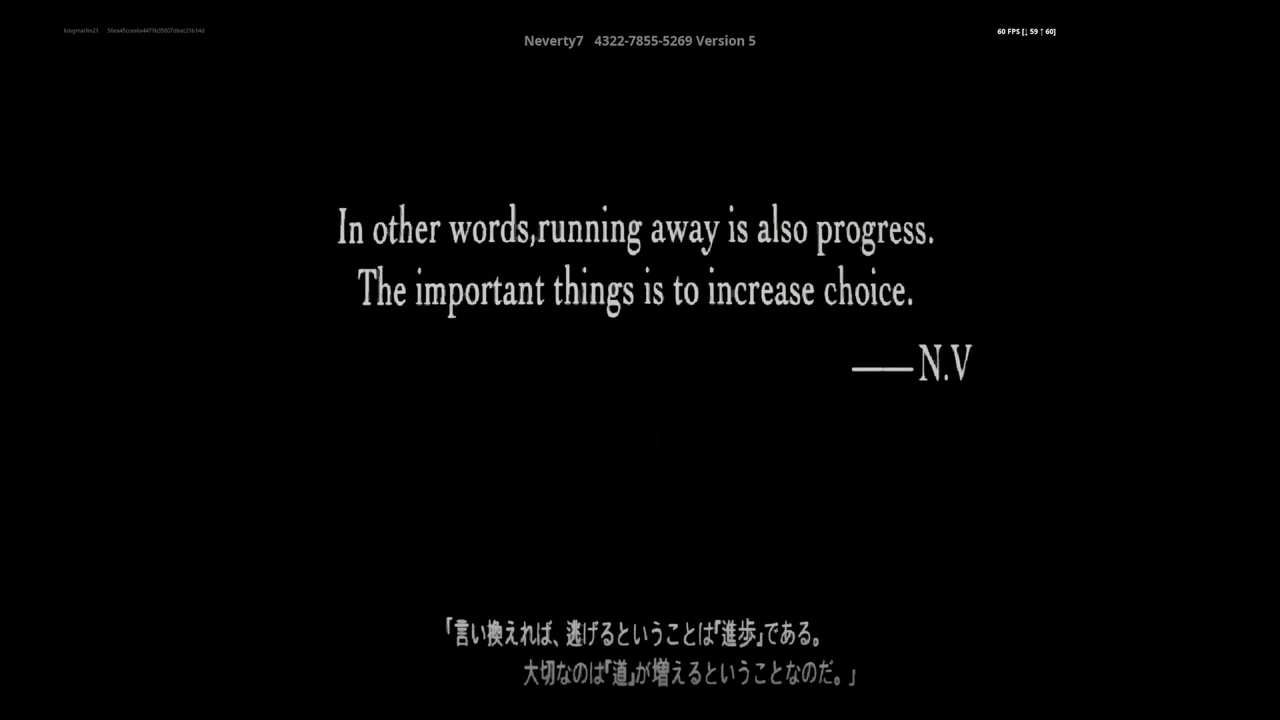 kingmarlin21
Neverty7 4322-7855-5269 Version 5
60 FPS [↓ 59 ↑ 60]
In other words,running away is also progress.
The important things is to increase choice.
——N.V
「言い換えれば、逃げるということは『進歩』である。
大切なのは『道』が増えるということなのだ。」